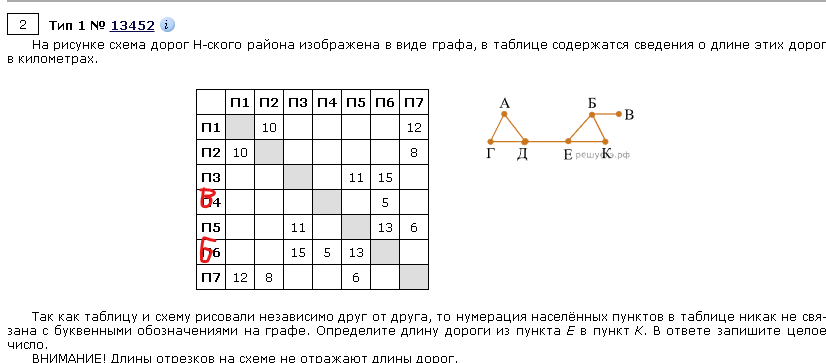 2 Тип 1 № 13452 i
На рисунке схема дорог Н-ского района изображена в виде графа, в таблице содержатся сведения о длине этих дорог
в километрах.
П1 П2 П3 П4 П5 П6 П7
П1 10 12
П2 10 8
П3 11 15
В П4 5
П5 11 13 6
Б П6 15 5 13
П7 12 8 6
А Б В
Г Д Е К
решуегэ.рф
Так как таблицу и схему рисовали независимо друг от друга, то нумерация населённых пунктов в таблице никак не свя-
зана с буквенными обозначениями на графе. Определите длину дороги из пункта Е в пункт К. В ответе запишите целое
число.
ВНИМАНИЕ! Длины отрезков на схеме не отражают длины дорог.